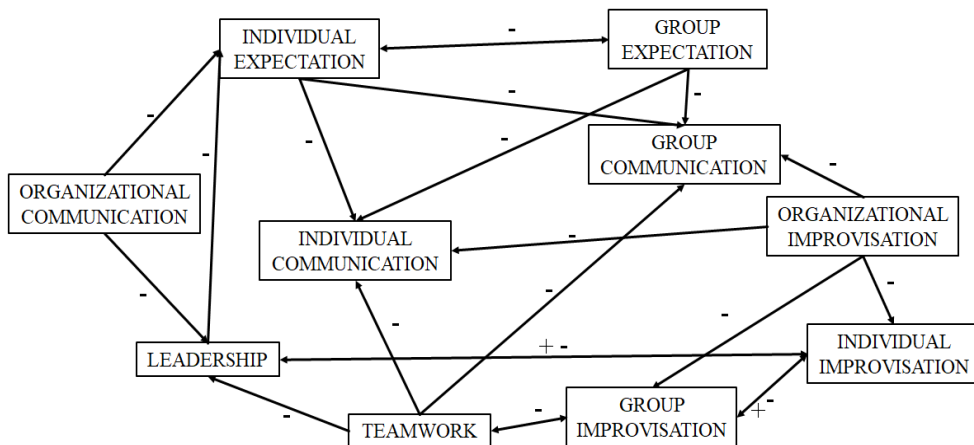 INDIVIDUAL
EXPECTATION
-
GROUP
EXPECTATION
-
-
-
-
-
-
GROUP
COMMUNICATION
-
ORGANIZATIONAL
COMMUNICATION
ORGANIZATIONAL
IMPROVISATION
INDIVIDUAL
COMMUNICATION
-
-
-
-
-
-
LEADERSHIP
+ -
INDIVIDUAL
IMPROVISATION
-
TEAMWORK
-
GROUP
IMPROVISATION
+-